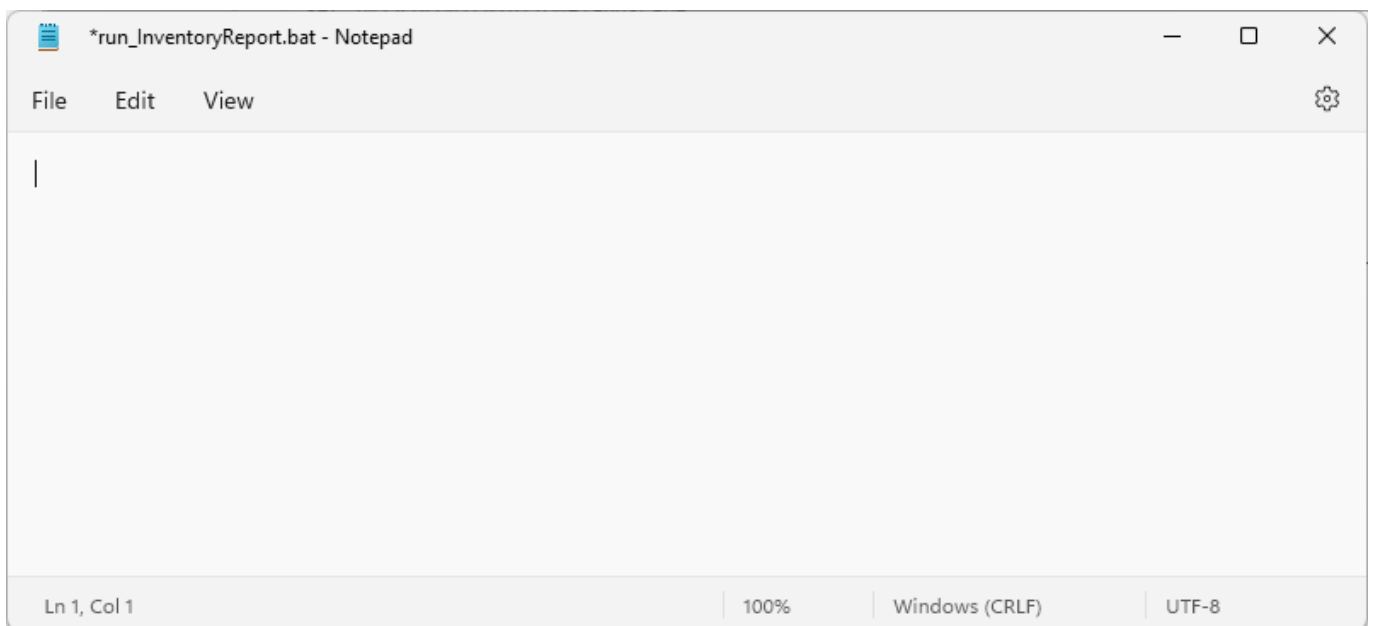 *run_InventoryReport.bat - Notepad
File Edit View
Ln 1, Col 1 100% Windows (CRLF) UTF-8